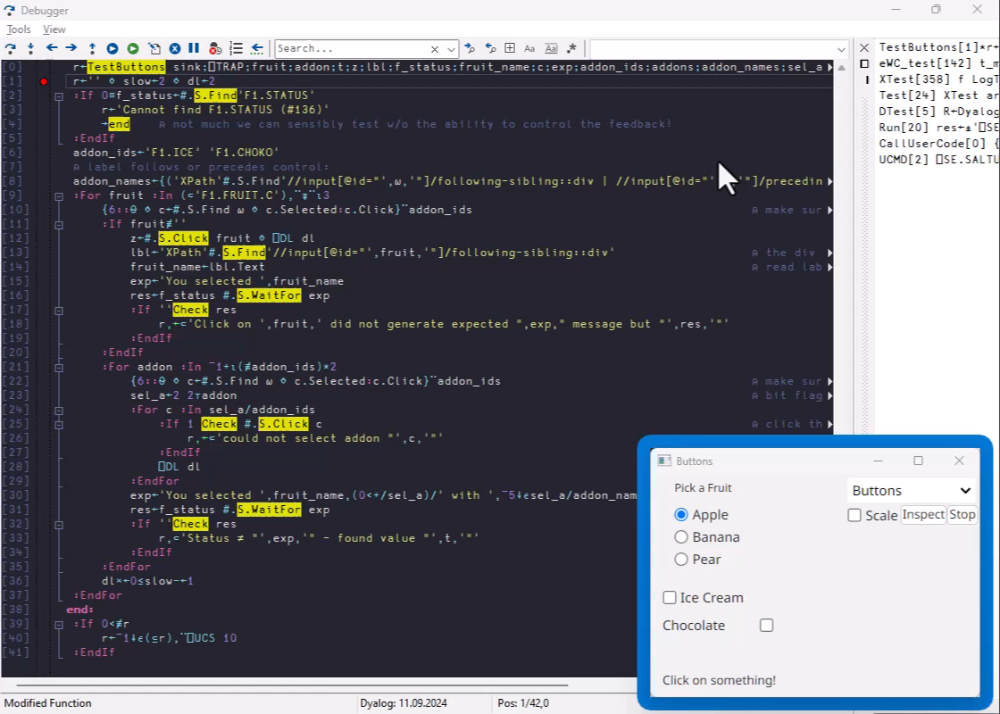 Debugger
Tools View
Search...
Aa Aa .*
[0] r←TestButtons sink;⎕TRAP;fruit;addon;t;z;lbl;f_status;fruit_name;c;exp;addon_ids;addons;addon_names;sel_a
[1] r←'' ⋄ slow←2 ⋄ dl←2
[2] :If 0≡f_status←#.S.Find'F1.STATUS'
[3] r←'Cannot find F1.STATUS (#136)'
[4] →end ⍝ not much we can sensibly test w/o the ability to control the feedback!
[5] :EndIf
[6] addon_ids←'F1.ICE' 'F1.CHOKO'
[7] ⍝ label follows or precedes control:
[8] addon_names←{('XPath'#.S.Find'//input[@id="',⍵,'"]/following-sibling::div | //input[@id="' '"]/precedin
[9] :For fruit :In (⊂'F1.FRUIT.C'),¨⍕¨⍳3
[10] {6::⍬ ⋄ c←#.S.Find ⍵ ⋄ c.Selected:c.Click}¨addon_ids ⍝ make sur
[11] :If fruit≢''
[12] z←#.S.Click fruit ⋄ ⎕DL dl
[13] lbl←'XPath'#.S.Find'//input[@id="',fruit,'"]/following-sibling::div' ⍝ the div
[14] fruit_name←lbl.Text ⍝ read lab
[15] exp←'You selected ',fruit_name
[16] res←f_status #.S.WaitFor exp
[17] :If ''Check res
[18] r,←⊂'Click on ',fruit,' did not generate expected ",exp," message but "',res,'"'
[19] :EndIf
[20] :EndIf
[21] :For addon :In ¯1+⍳(≢addon_ids)*2
[22] {6::⍬ ⋄ c←#.S.Find ⍵ ⋄ c.Selected:c.Click}¨addon_ids ⍝ make sur
[23] sel_a←2 2⊤addon ⍝ bit flag
[24] :For c :In sel_a/addon_ids
[25] :If 1 Check #.S.Click c ⍝ click th
[26] r,←⊂'could not select addon "',c,'"'
[27] :EndIf
[28] ⎕DL dl
[29] :EndFor
[30] exp←'You selected ',fruit_name,(0<+/sel_a)/' with ',¯5↓∊sel_a/addon_nam
[31] res←f_status #.S.WaitFor exp
[32] :If ''Check res
[33] r,⊂'Status ≠ "',exp,'" - found value "',t,'"'
[34] :EndIf
[35] :EndFor
[36] dl×←0≤slow-←1
[37] :EndFor
[38] end:
[39] :If 0<≢r
[40] r←¯1↓∊(⊆r),¨⎕UCS 10
[41] :EndIf
TestButtons[1]*r←
eWC_test[142] t_m
XTest[358] f LogT
Test[24] XTest ar
DTest[5] R←Dyalog
Run[20] res←⍎'⎕SE
CallUserCode[0] {
UCMD[2] ⎕SE.SALTU
Buttons
Pick a Fruit
Buttons
Apple
Scale Inspect Stop
Banana
Pear
Ice Cream
Chocolate
Click on something!
Modified Function
Dyalog: 11.09.2024
Pos: 1/42,0